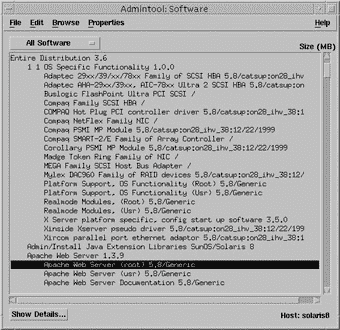 Admintool: Software
File Edit Browse Properties Help
All Software Size (MB)
Entire Distribution 3.6
1 1 OS Specific Functionality 1.0.0
Adaptec 29xx/39/xx/78xx Family of SCSI HBA 5.8/catsup:on28_ihv
Adaptec AHA-29xx/39xx, AIC-78xx Ultra 2 SCSI HBA 5.8/catsup:on
Buslogic FlashPoint Ultra PCI SCSI /
Compaq Family SCSI HBA /
COMPAQ Hot Plug PCI controller driver 5.8/catsup:on28_ihv_38:1
Compaq NetFlex Family NIC /
Compaq PSMI MP Module 5.8/catsup:on28_ihv_38:12/22/1999
Compaq SMART-2/E Family of Array Controller /
Corollary PSMI MP Module 5.8/catsup:on28_ihv_38:12/22/1999
Madge Token Ring Family of NIC /
MEGA Family SCSI Host Bus Adapter /
Mylex DAC960 Family of RAID devices 5.8/catsup:on28_ihv_38:12/
Platform Support, OS Functionality (Root) 5.8/Generic
Platform Support, OS Functionality (Usr) 5.8/Generic
Realmode Modules, (Root) 5.8/Generic
Realmode Modules, (Usr) 5.8/Generic
X Server platform specific, config start up software 3.5.0
Xinside Xserver pseudo driver 5.8/catsup:on28_ihv_38:12/22/199
Xircom parallel port ethernet adaptor 5.8/catsup:on28_ihv_38:1
Admin/Install Java Extension Libraries SunOS/Solaris 8
Apache Web Server 1.3.9
Apache Web Server (root) 5.8/Generic
Apache Web Server (usr) 5.8/Generic
Apache Web Server Documentation 5.8/Generic
Show Details... Host: solaris8